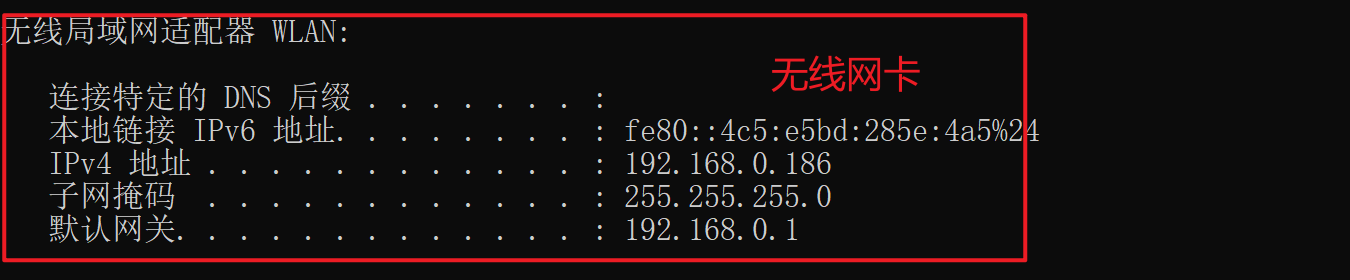 无线局域网适配器 WLAN:
无线网卡
连接特定的 DNS 后缀 . . . . . . . :
本地链接 IPv6 地址. . . . . . . . : fe80::4c5:e5bd:285e:4a5%24
IPv4 地址 . . . . . . . . . . . . : 192.168.0.186
子网掩码  . . . . . . . . . . . . : 255.255.255.0
默认网关. . . . . . . . . . . . . : 192.168.0.1